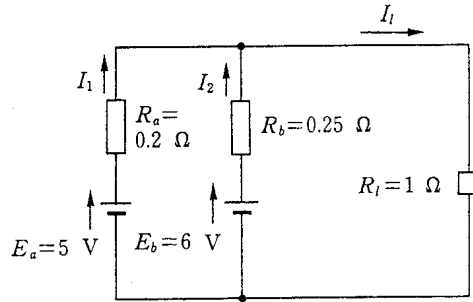 I_l
I_1
R_a=
0.2 Ω
I_2
R_b=0.25 Ω
R_l=1 Ω
E_a=5 V
E_b=6 V